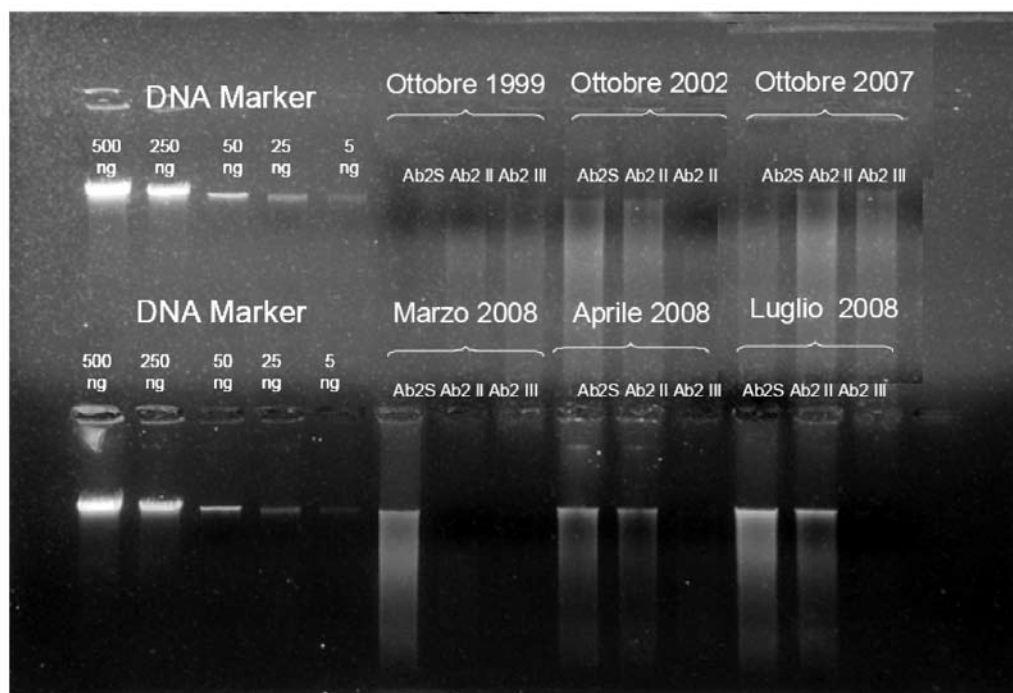 Ottobre 1999 Ottobre 2002 Ottobre 2007
DNA Marker
500 ng 250 ng 50 ng 25 ng 5 ng
Ab2S Ab2 II Ab2 III Ab2S Ab2 II Ab2 II Ab2S Ab2 II Ab2 III
DNA Marker Marzo 2008 Aprile 2008 Luglio 2008
500 ng 250 ng 50 ng 25 ng 5 ng
Ab2S Ab2 II Ab2 III Ab2S Ab2 II Ab2 III Ab2S Ab2 II Ab2 III